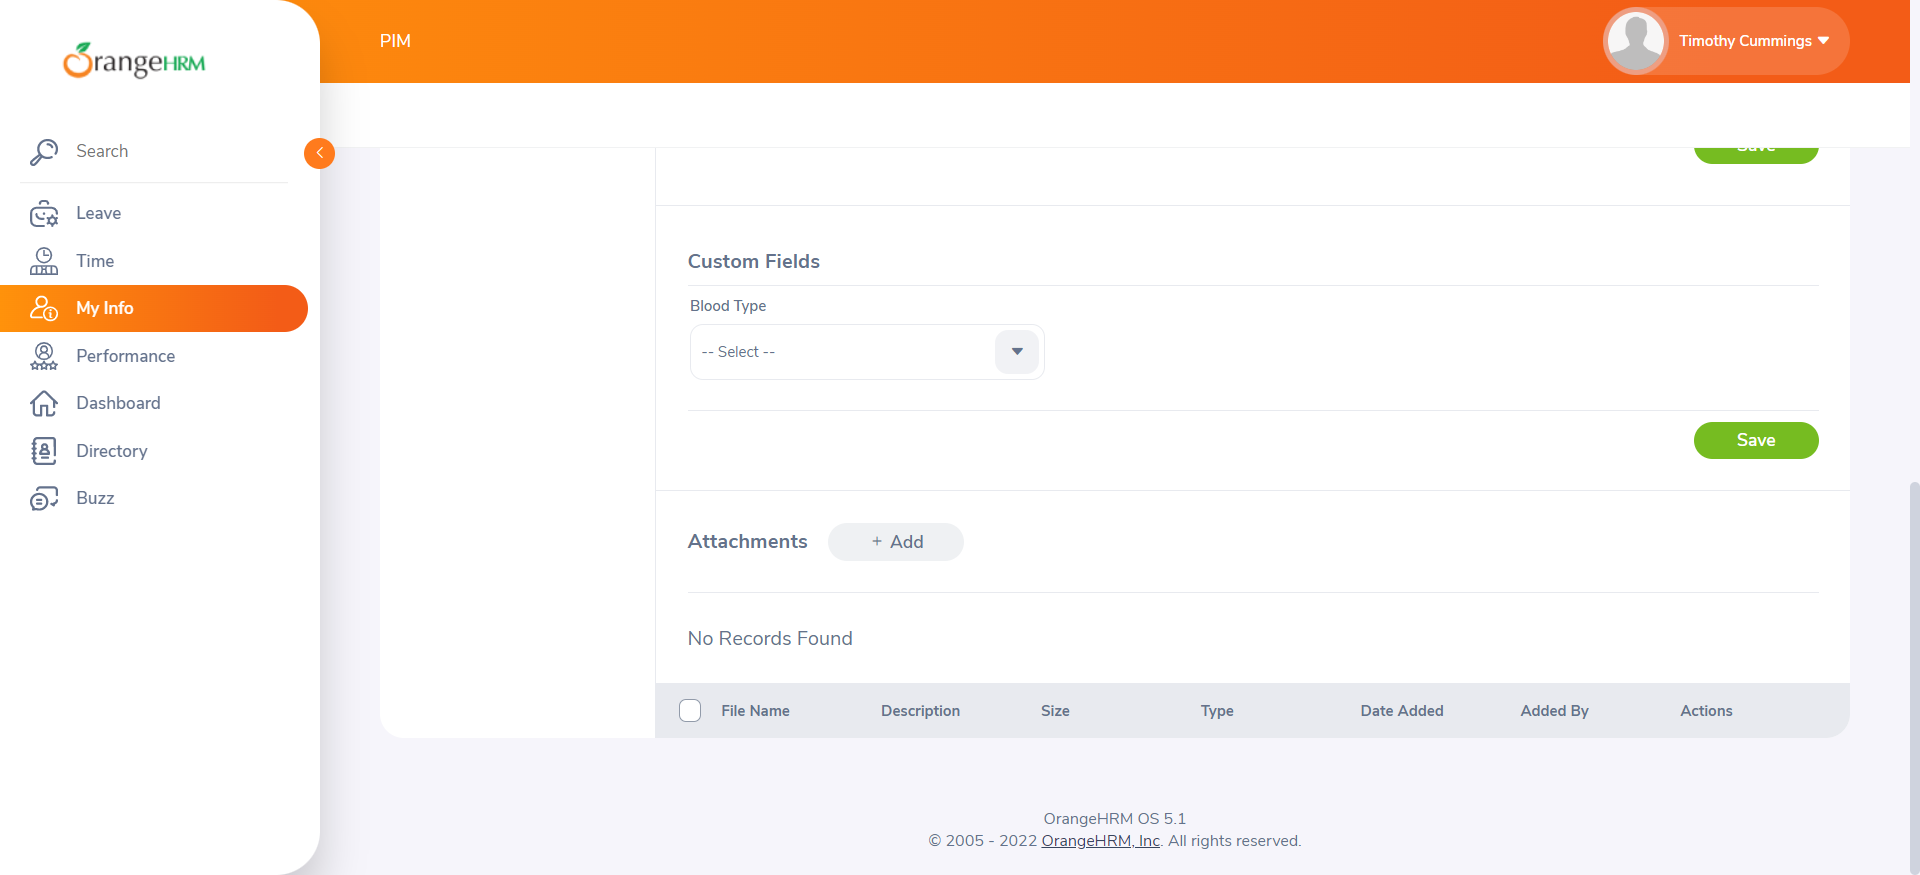 OrangeHRM
PIM
Timothy Cummings
Search
Leave
Time
My Info
Performance
Dashboard
Directory
Buzz
Save
Custom Fields
Blood Type
-- Select --
Save
Attachments
+ Add
No Records Found
File Name Description Size Type Date Added Added By Actions
OrangeHRM OS 5.1
© 2005 - 2022 OrangeHRM, Inc. All rights reserved.